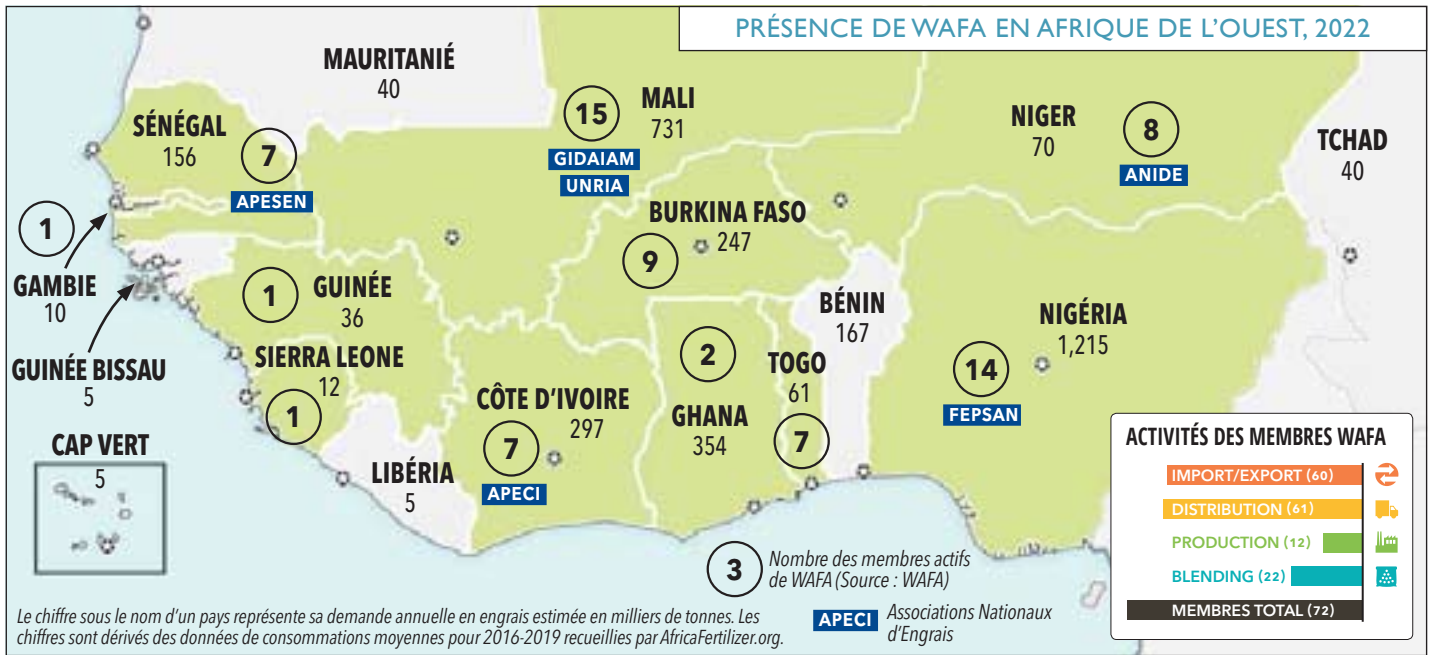 PRÉSENCE DE WAFA EN AFRIQUE DE L'OUEST, 2022
MAURITANIÉ
40
SÉNÉGAL
156
7
APESEN
15
GIDAIAM
UNRIA
MALI
731
NIGER
70
8
ANIDE
TCHAD
40
1
GAMBIE
10
GUINÉE BISSAU
5
1
GUINÉE
36
SIERRA LEONE
12
1
BURKINA FASO
247
9
BÉNIN
167
NIGÉRIA
1,215
14
FEPSAN
2
GHANA
354
TOGO
61
7
CÔTE D'IVOIRE
297
7
APECI
LIBÉRIA
5
CAP VERT
5
ACTIVITÉS DES MEMBRES WAFA
IMPORT/EXPORT (60)
DISTRIBUTION (61)
PRODUCTION (12)
BLENDING (22)
MEMBRES TOTAL (72)
3
Nombre des membres actifs
de WAFA (Source : WAFA)
APECI
Associations Nationaux
d'Engrais
Le chiffre sous le nom d'un pays représente sa demande annuelle en engrais estimée en milliers de tonnes. Les
chiffres sont dérivés des données de consommations moyennes pour 2016-2019 recueillies par AfricaFertilizer.org.